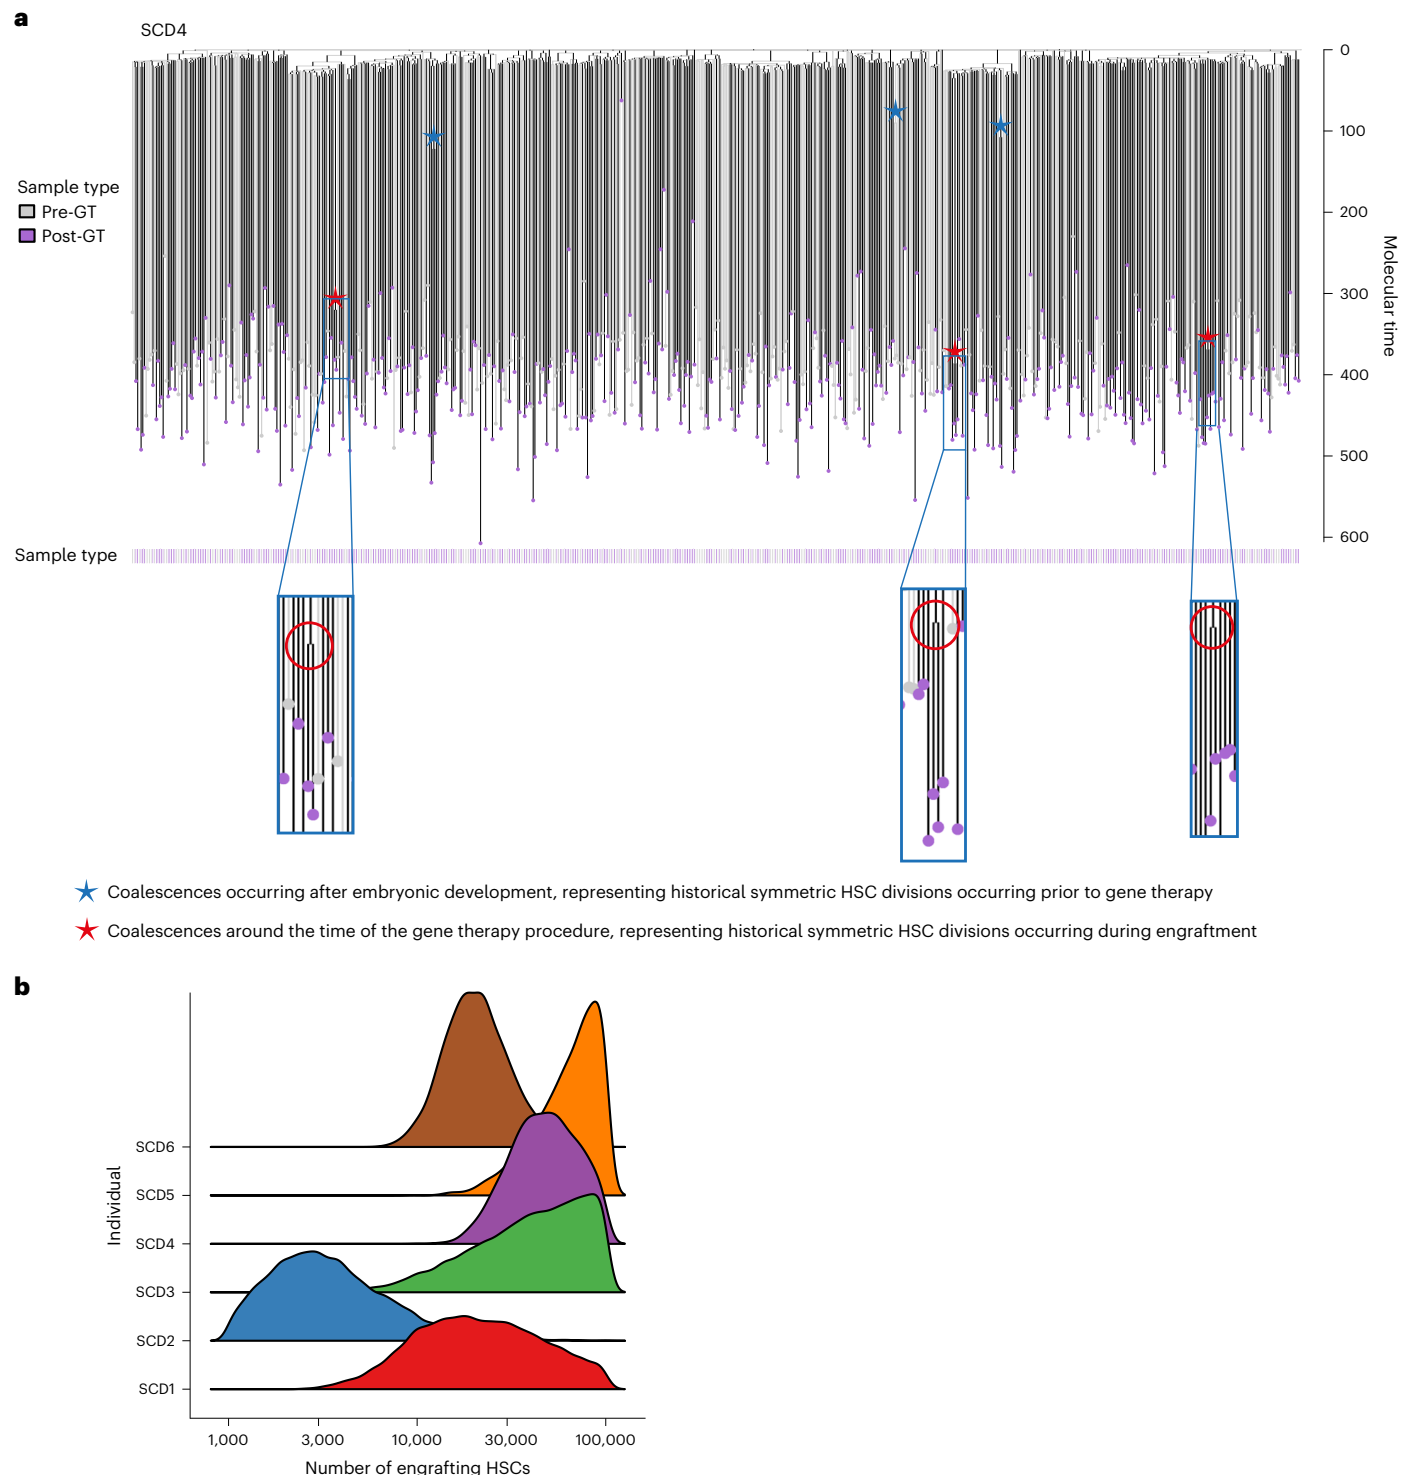 a
SCD4
0
100
200
300
400
500
600
Molecular time
Sample type
Pre-GT
Post-GT
Sample type
Coalescences occurring after embryonic development, representing historical symmetric HSC divisions occurring prior to gene therapy
Coalescences around the time of the gene therapy procedure, representing historical symmetric HSC divisions occurring during engraftment
b
Individual
SCD6
SCD5
SCD4
SCD3
SCD2
SCD1
1,000 3,000 10,000 30,000 100,000
Number of engrafting HSCs